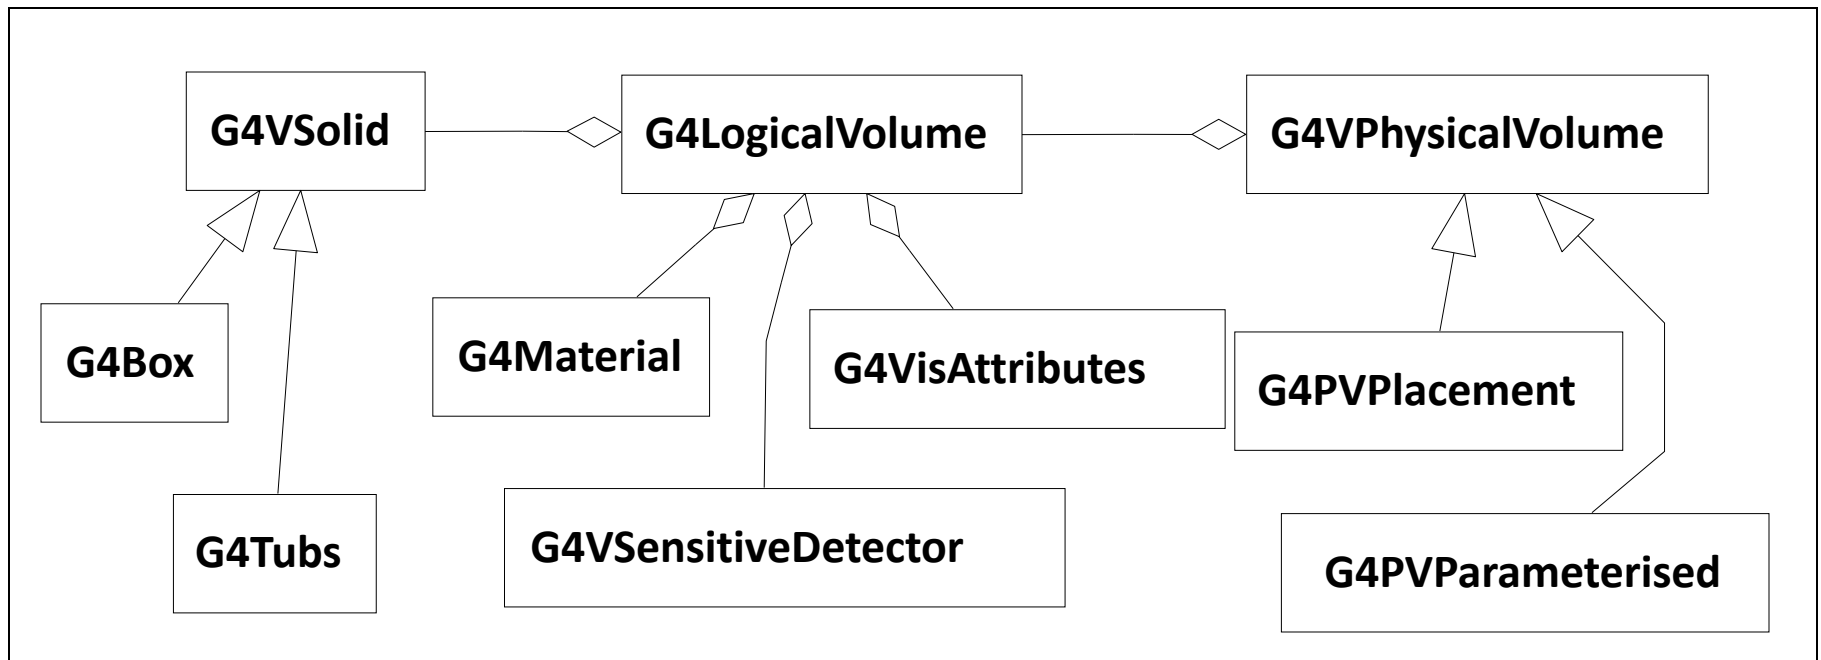 G4VSolid
G4LogicalVolume
G4VPhysicalVolume
G4Box
G4Material
G4VisAttributes
G4PVPlacement
G4Tubs
G4VSensitiveDetector
G4PVParameterised